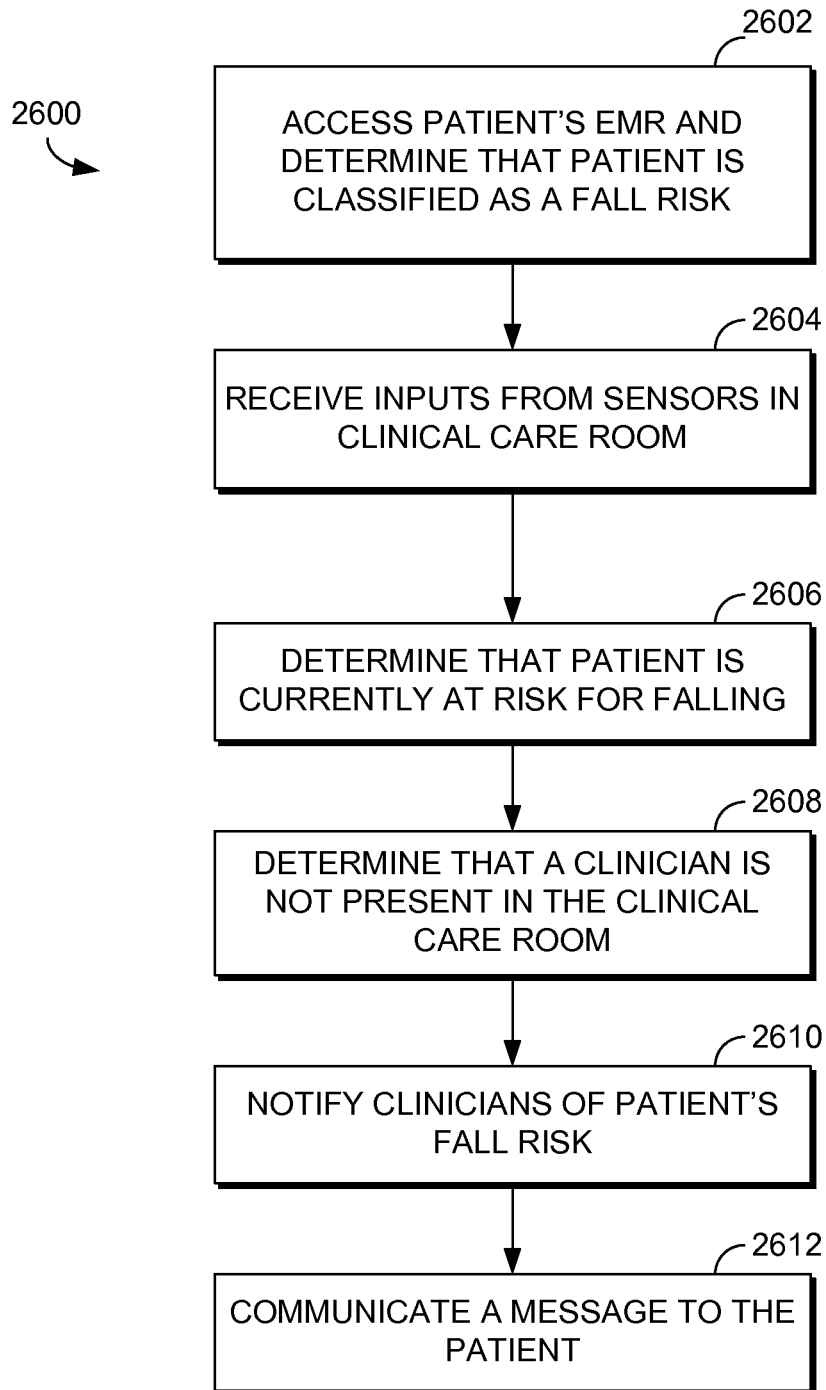 2600
2602
ACCESS PATIENT'S EMR AND
DETERMINE THAT PATIENT IS
CLASSIFIED AS A FALL RISK
2604
RECEIVE INPUTS FROM SENSORS IN
CLINICAL CARE ROOM
2606
DETERMINE THAT PATIENT IS
CURRENTLY AT RISK FOR FALLING
2608
DETERMINE THAT A CLINICIAN IS
NOT PRESENT IN THE CLINICAL
CARE ROOM
2610
NOTIFY CLINICIANS OF PATIENT'S
FALL RISK
2612
COMMUNICATE A MESSAGE TO THE
PATIENT